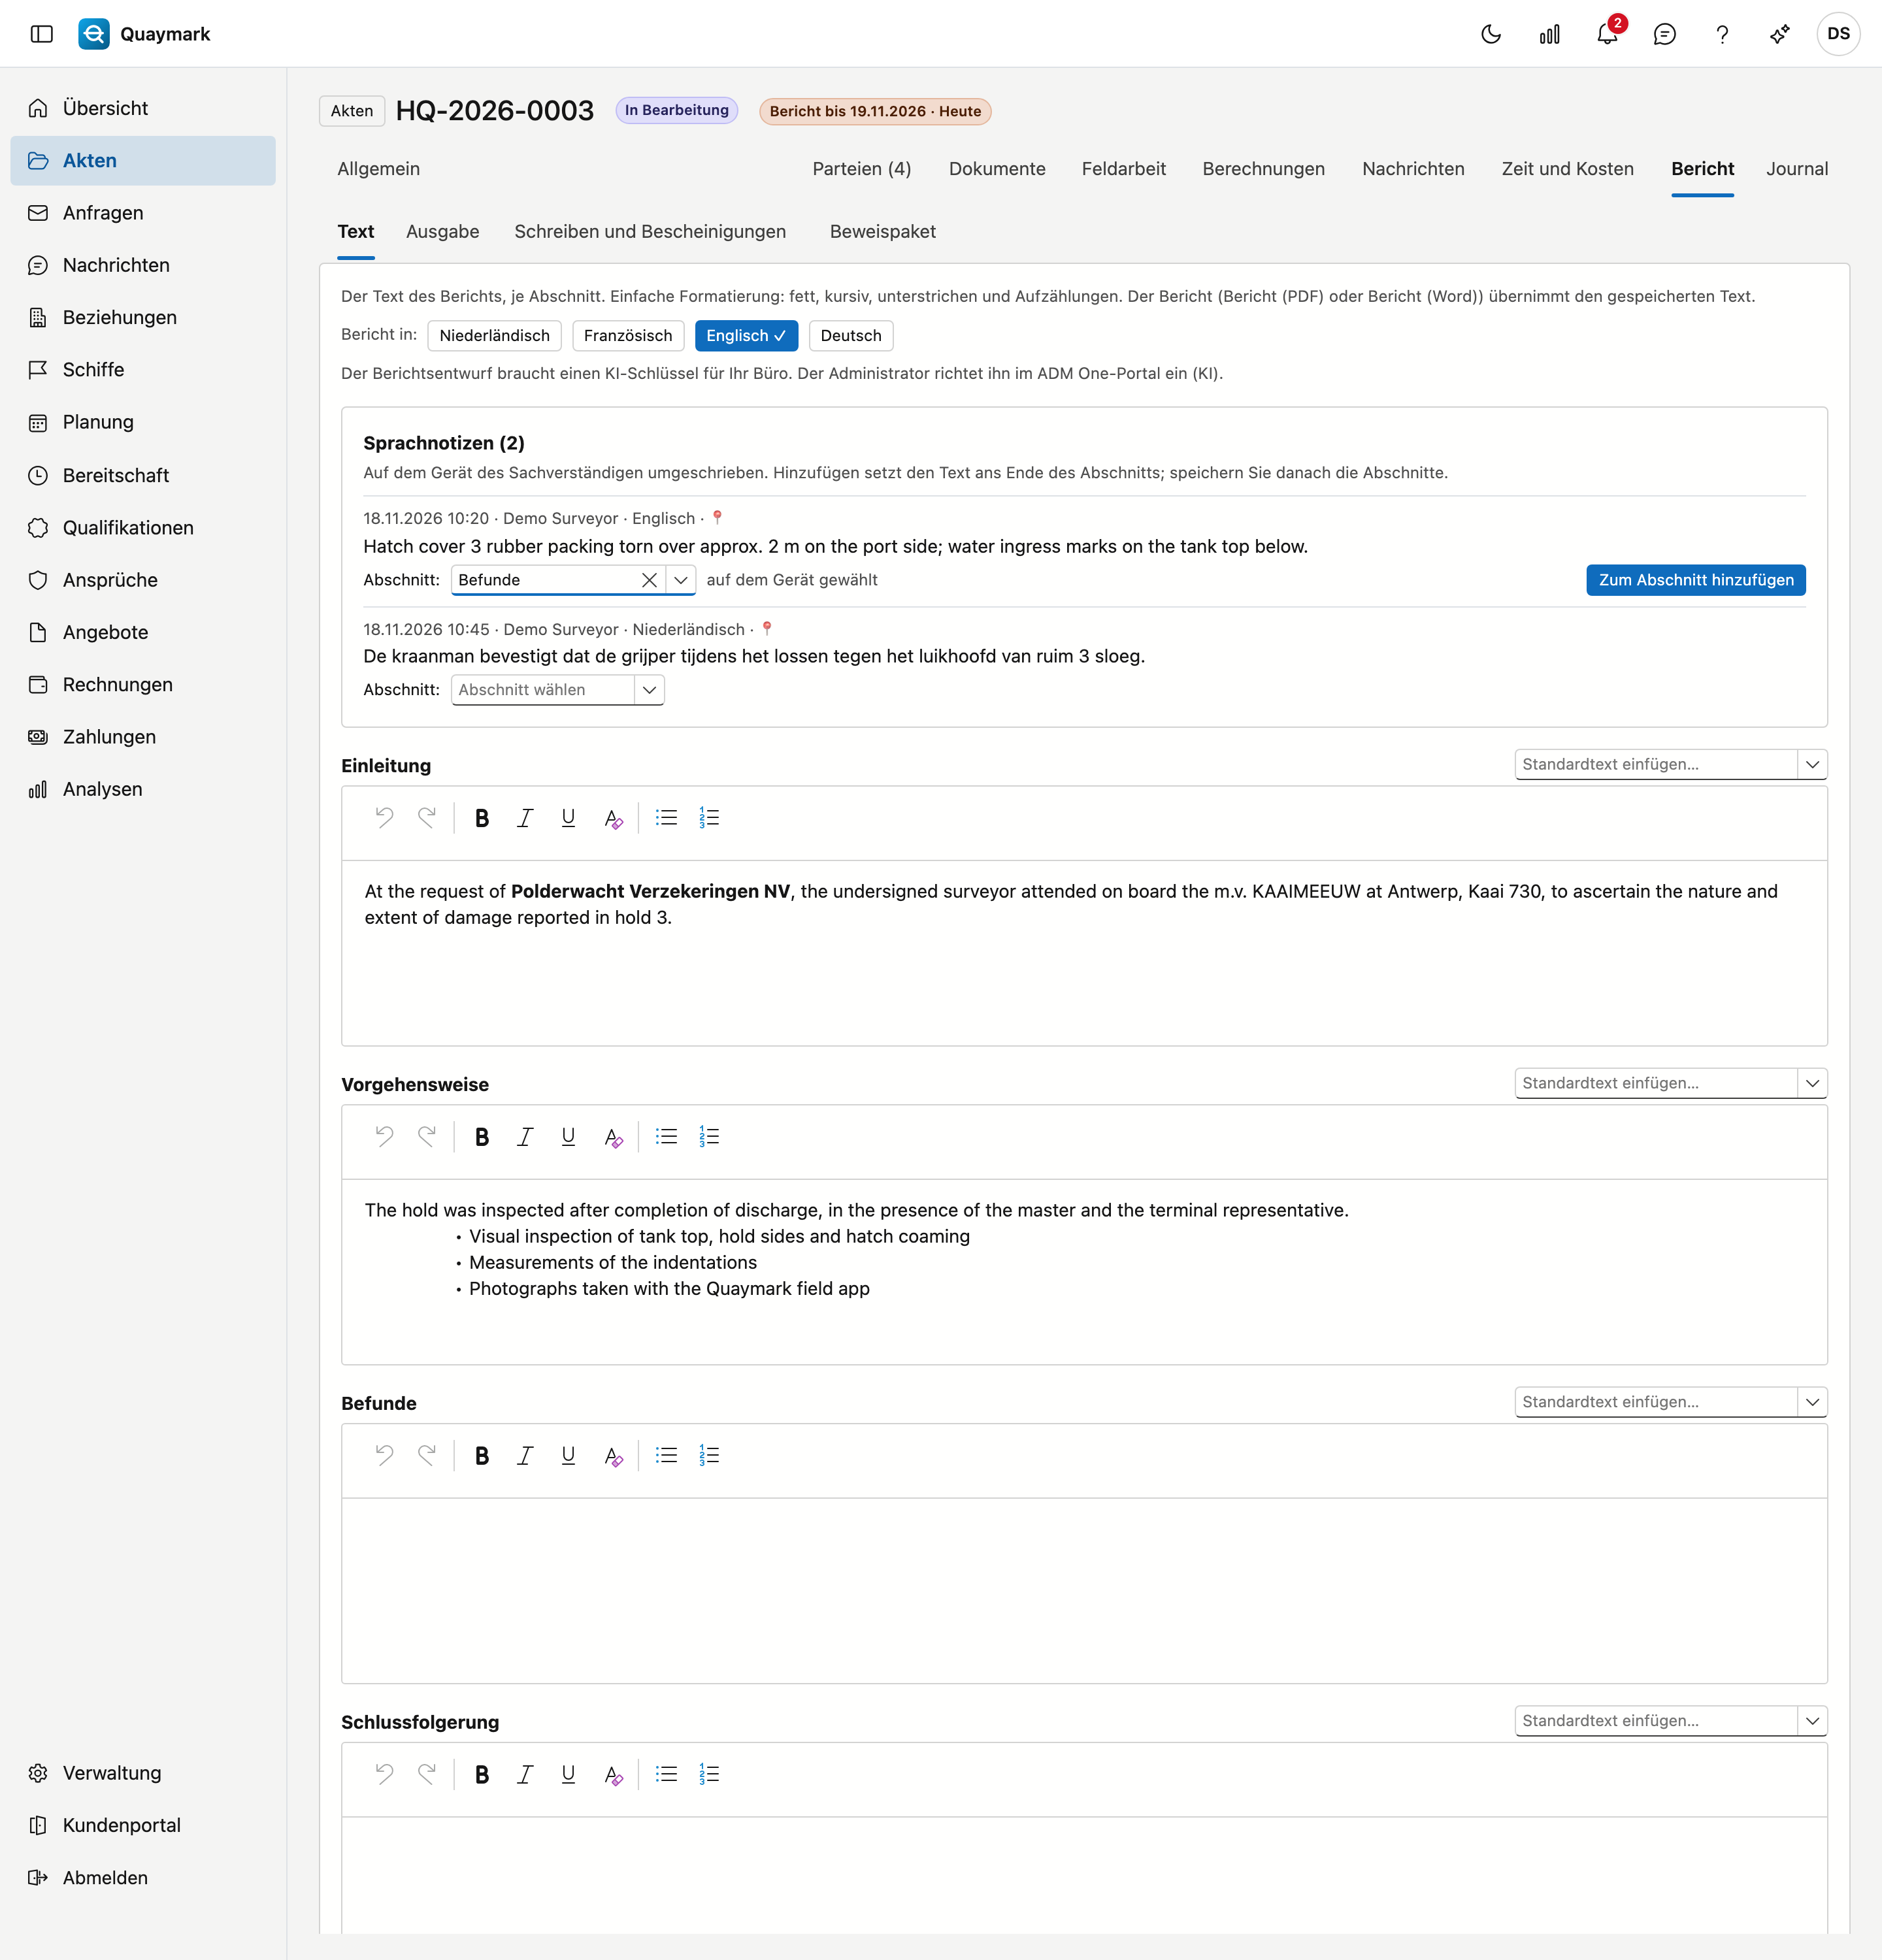 Quaymark
2
DS
Übersicht
Akten
Anfragen
Nachrichten
Beziehungen
Schiffe
Planung
Bereitschaft
Qualifikationen
Ansprüche
Angebote
Rechnungen
Zahlungen
Analysen
Verwaltung
Kundenportal
Abmelden
Akten HQ-2026-0003 In Bearbeitung Bericht bis 19.11.2026 · Heute
Allgemein Parteien (4) Dokumente Feldarbeit Berechnungen Nachrichten Zeit und Kosten Bericht Journal
Text Ausgabe Schreiben und Bescheinigungen Beweispaket
Der Text des Berichts, je Abschnitt. Einfache Formatierung: fett, kursiv, unterstrichen und Aufzählungen. Der Bericht (Bericht (PDF) oder Bericht (Word)) übernimmt den gespeicherten Text.
Bericht in: Niederländisch Französisch Englisch ✓ Deutsch
Der Berichtsentwurf braucht einen KI-Schlüssel für Ihr Büro. Der Administrator richtet ihn im ADM One-Portal ein (KI).
Sprachnotizen (2)
Auf dem Gerät des Sachverständigen umgeschrieben. Hinzufügen setzt den Text ans Ende des Abschnitts; speichern Sie danach die Abschnitte.
18.11.2026 10:20 · Demo Surveyor · Englisch · 📍
Hatch cover 3 rubber packing torn over approx. 2 m on the port side; water ingress marks on the tank top below.
Abschnitt: Befunde auf dem Gerät gewählt Zum Abschnitt hinzufügen
18.11.2026 10:45 · Demo Surveyor · Niederländisch · 📍
De kraanman bevestigt dat de grijper tijdens het lossen tegen het luikhoofd van ruim 3 sloeg.
Abschnitt: Abschnitt wählen
Einleitung Standardtext einfügen...
At the request of Polderwacht Verzekeringen NV, the undersigned surveyor attended on board the m.v. KAAIMEEUW at Antwerp, Kaai 730, to ascertain the nature and
extent of damage reported in hold 3.
Vorgehensweise Standardtext einfügen...
The hold was inspected after completion of discharge, in the presence of the master and the terminal representative.
• Visual inspection of tank top, hold sides and hatch coaming
• Measurements of the indentations
• Photographs taken with the Quaymark field app
Befunde Standardtext einfügen...
Schlussfolgerung Standardtext einfügen...